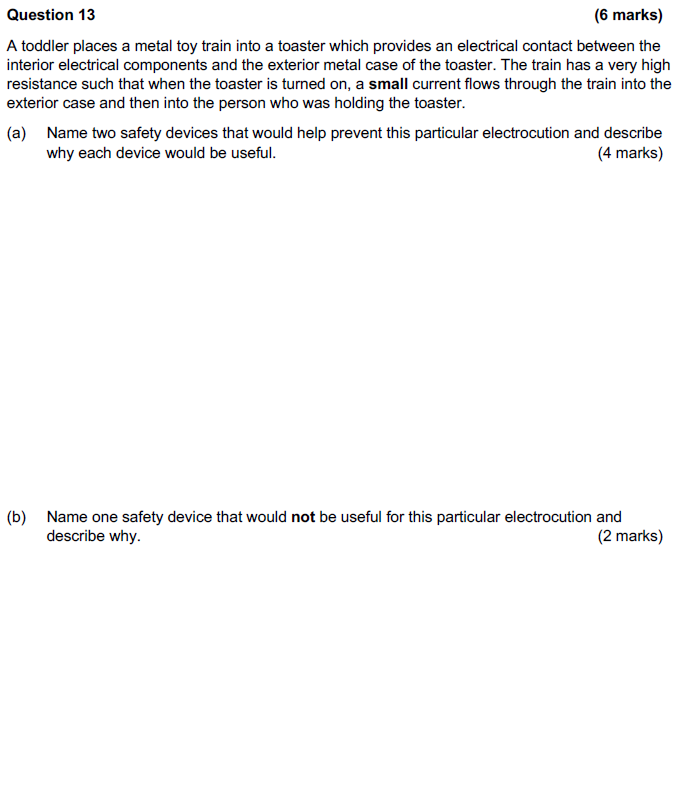 Question 13 (6 marks)
A toddler places a metal toy train into a toaster which provides an electrical contact between the
interior electrical components and the exterior metal case of the toaster. The train has a very high
resistance such that when the toaster is turned on, a small current flows through the train into the
exterior case and then into the person who was holding the toaster.
(a) Name two safety devices that would help prevent this particular electrocution and describe
why each device would be useful. (4 marks)
(b) Name one safety device that would not be useful for this particular electrocution and
describe why. (2 marks)